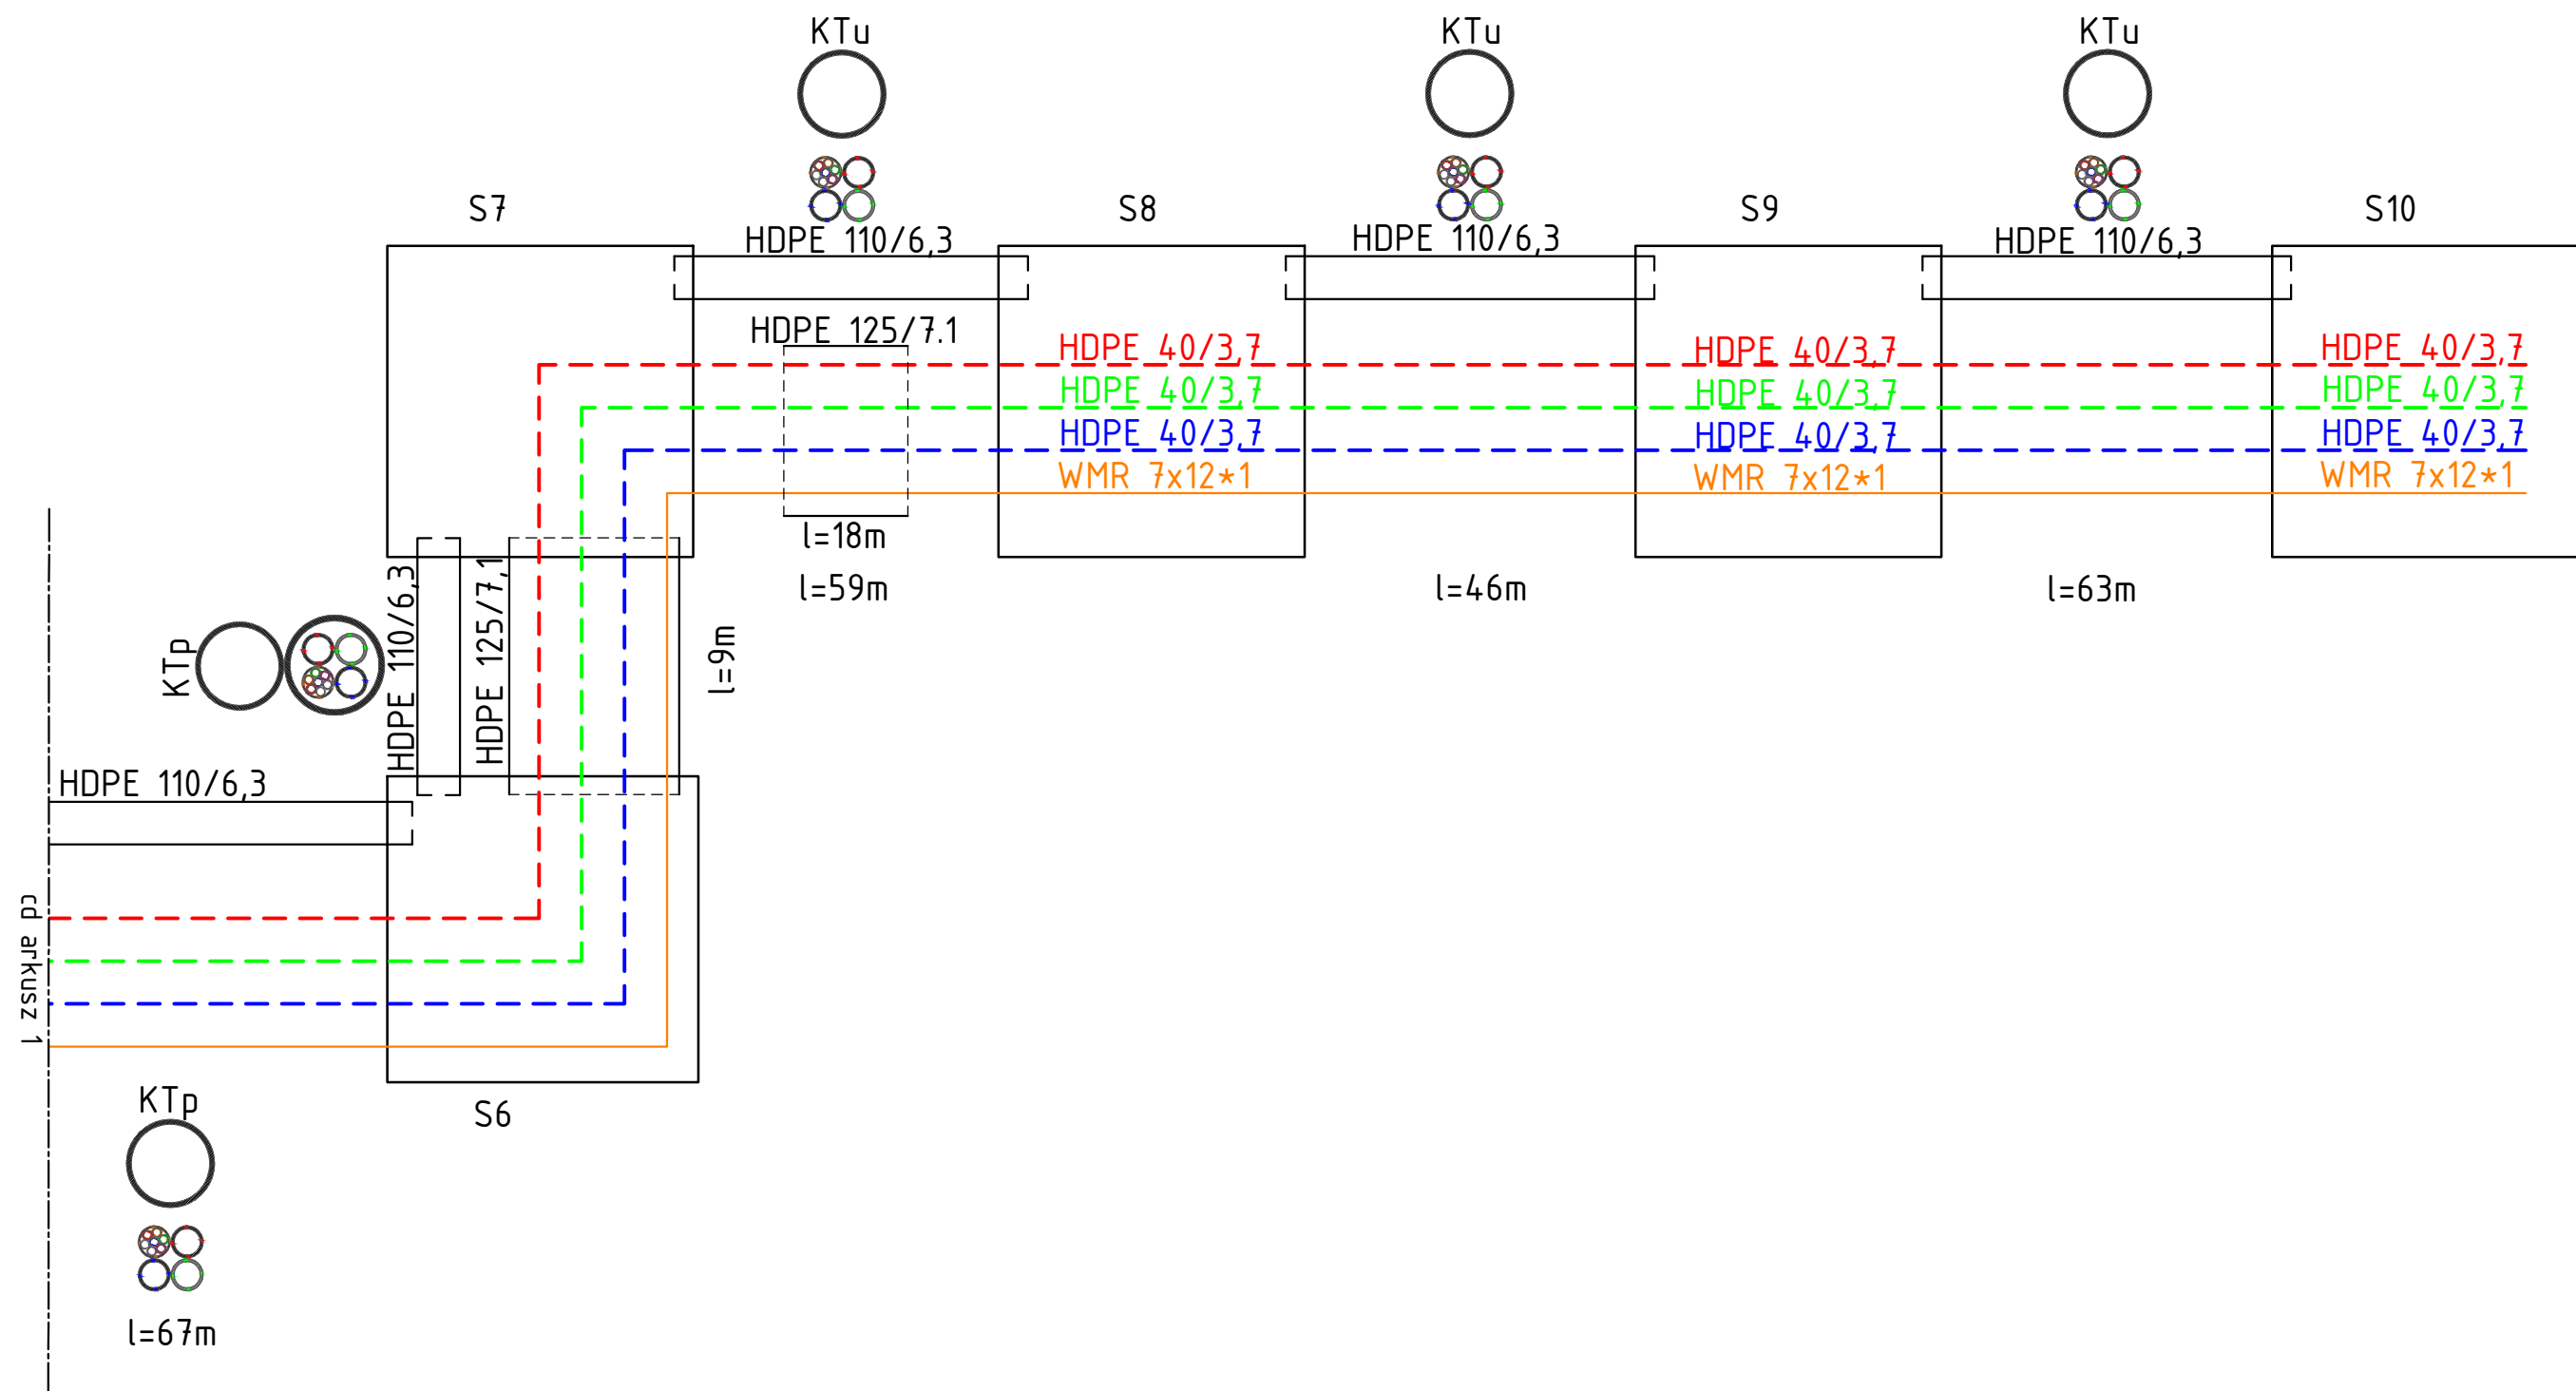 KTu
KTu
KTu
S7
S8
S9
S10
HDPE 110/6,3
HDPE 110/6,3
HDPE 110/6,3
HDPE 125/7.1
HDPE 40/3,7
HDPE 40/3,7
HDPE 40/3,7
HDPE 40/3,7
HDPE 40/3,7
HDPE 40/3,7
HDPE 40/3,7
HDPE 40/3,7
HDPE 40/3,7
WMR 7x12*1
WMR 7x12*1
WMR 7x12*1
l=18m
l=59m
l=46m
l=63m
KTp
HDPE 110/6,3
HDPE 125/7,1
l=9m
HDPE 110/6,3
cd arkusz 1
KTp
S6
l=67m